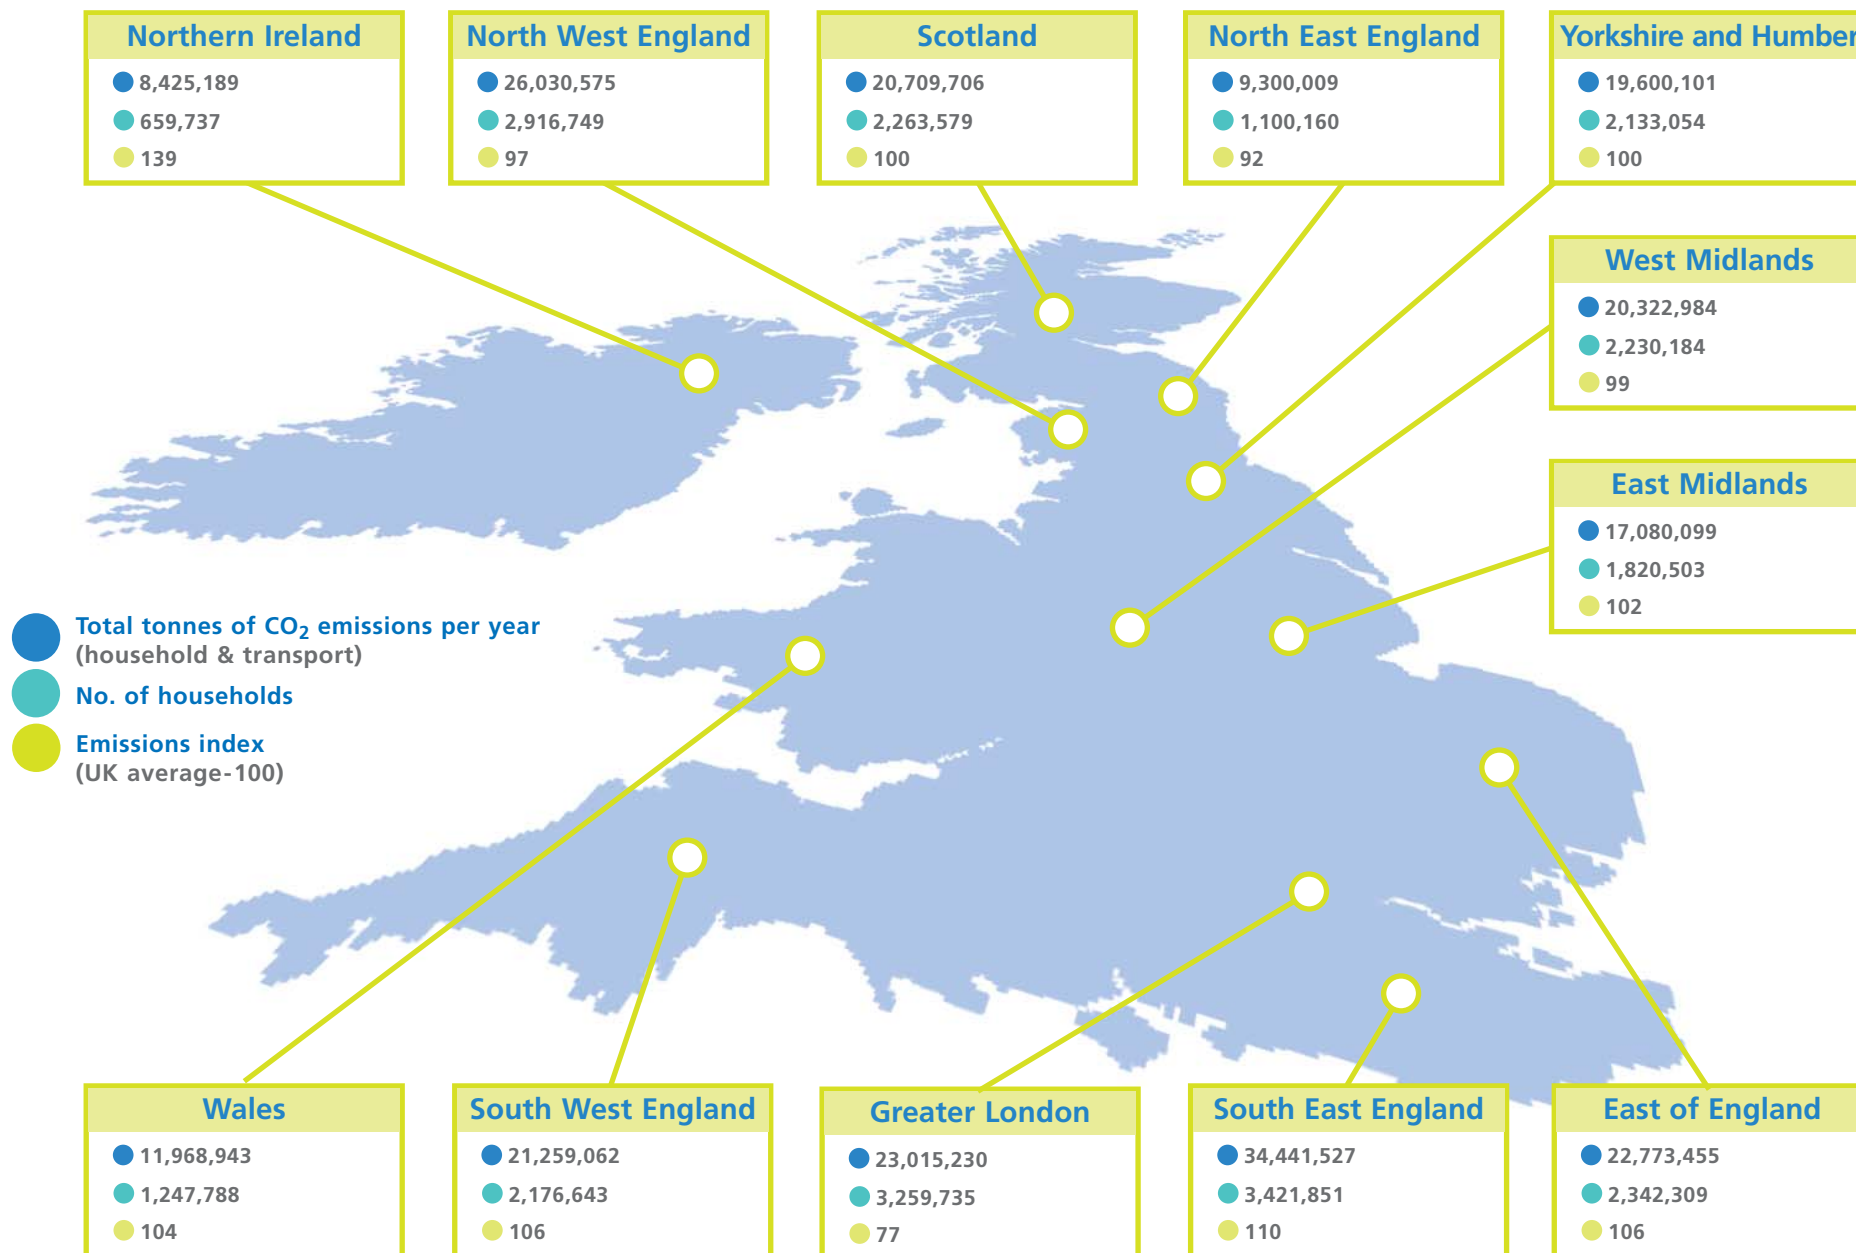 Northern Ireland
8,425,189
659,737
139
North West England
26,030,575
2,916,749
97
Scotland
20,709,706
2,263,579
100
North East England
9,300,009
1,100,160
92
Yorkshire and Humber
19,600,101
2,133,054
100
West Midlands
20,322,984
2,230,184
99
East Midlands
17,080,099
1,820,503
102
Total tonnes of CO₂ emissions per year
(household & transport)
No. of households
Emissions index
(UK average-100)
Wales
11,968,943
1,247,788
104
South West England
21,259,062
2,176,643
106
Greater London
23,015,230
3,259,735
77
South East England
34,441,527
3,421,851
110
East of England
22,773,455
2,342,309
106